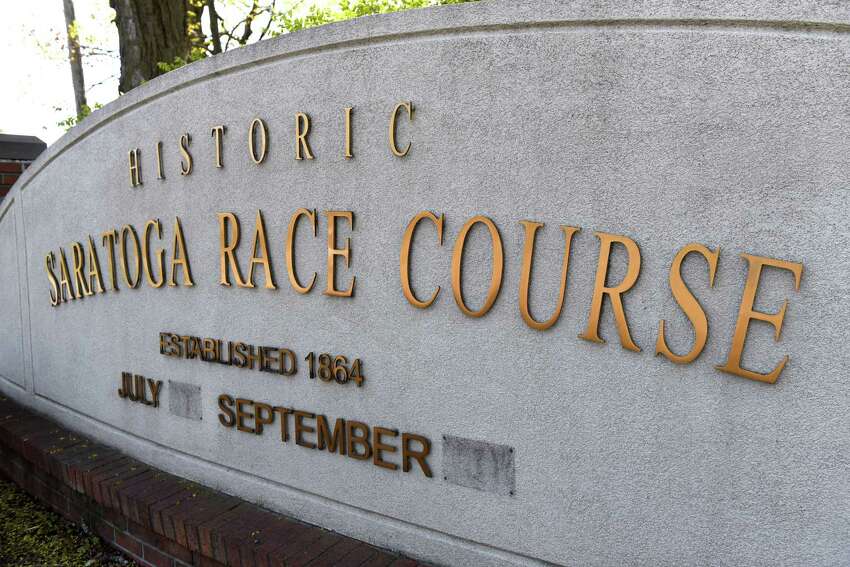 HISTORIC
SARATOGA RACE COURSE
ESTABLISHED 1864
JULY SEPTEMBER